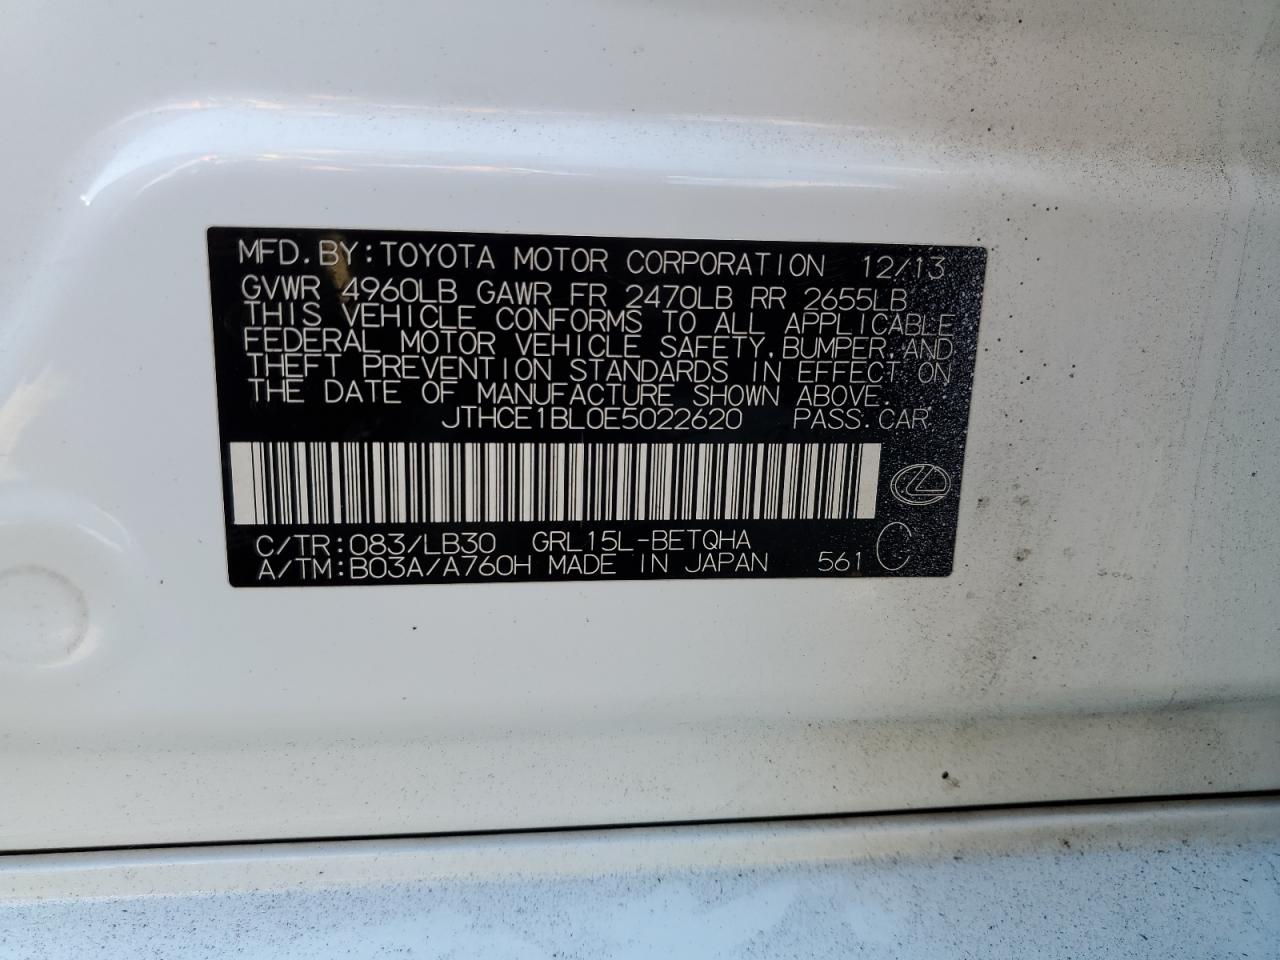 MFD. BY: TOYOTA MOTOR CORPORATION 12/13
GVWR 4960LB GAWR FR 2470LB RR 2655LB
THIS VEHICLE CONFORMS TO ALL APPLICABLE
FEDERAL MOTOR VEHICLE SAFETY, BUMPER, AND
THEFT PREVENTION STANDARDS IN EFFECT ON
THE DATE OF MANUFACTURE SHOWN ABOVE.
JTHCE1BL0E5022620 PASS. CAR
C/TR: 083/LB30 GRL15L-BETQHA
A/TM: B03A/A760H MADE IN JAPAN 561 C